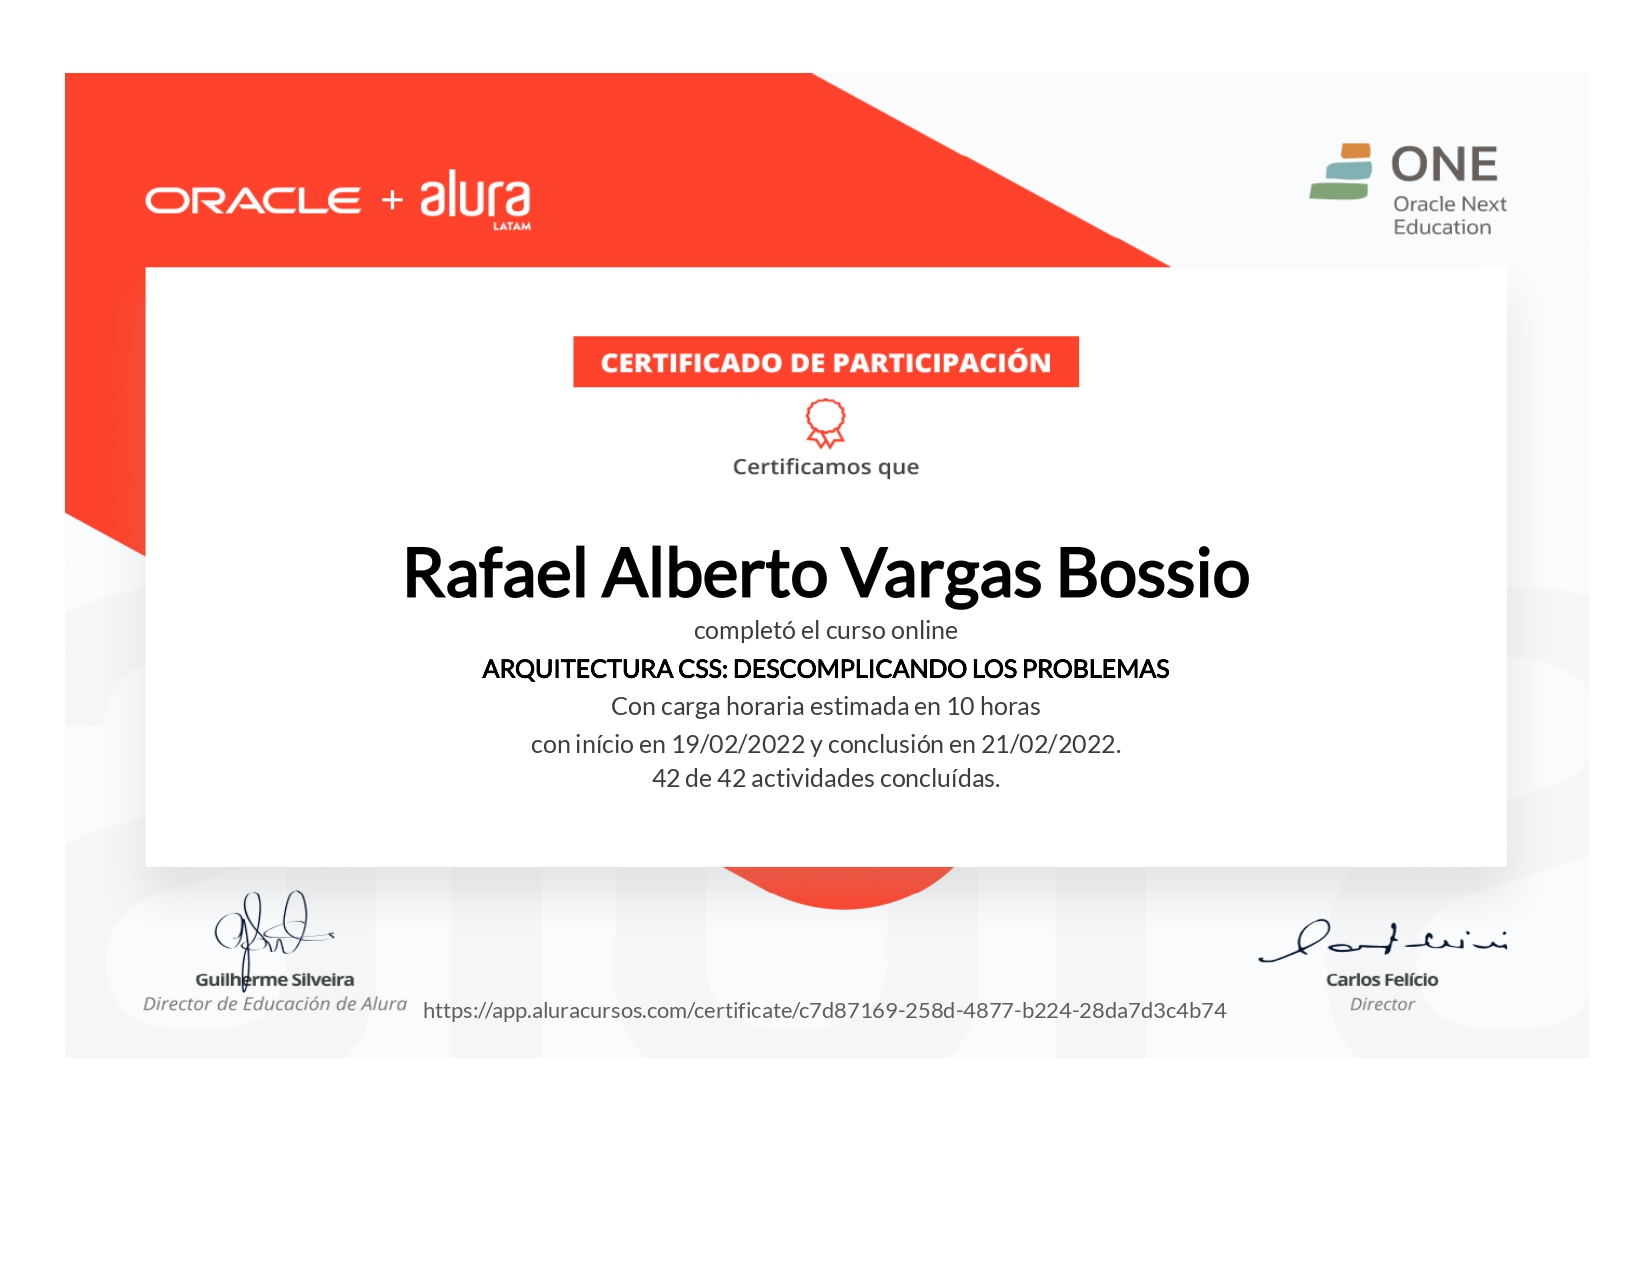 ORACLE + alura
LATAM
ONE
Oracle Next
Education
CERTIFICADO DE PARTICIPACIÓN
Certificamos que
Rafael Alberto Vargas Bossio
completó el curso online
ARQUITECTURA CSS: DESCOMPLICANDO LOS PROBLEMAS
Con carga horaria estimada en 10 horas
con início en 19/02/2022 y conclusión en 21/02/2022.
42 de 42 actividades concluídas.
Guilherme Silveira
Director de Educación de Alura
https://app.aluracursos.com/certificate/c7d87169-258d-4877-b224-28da7d3c4b74
Carlos Felício
Director